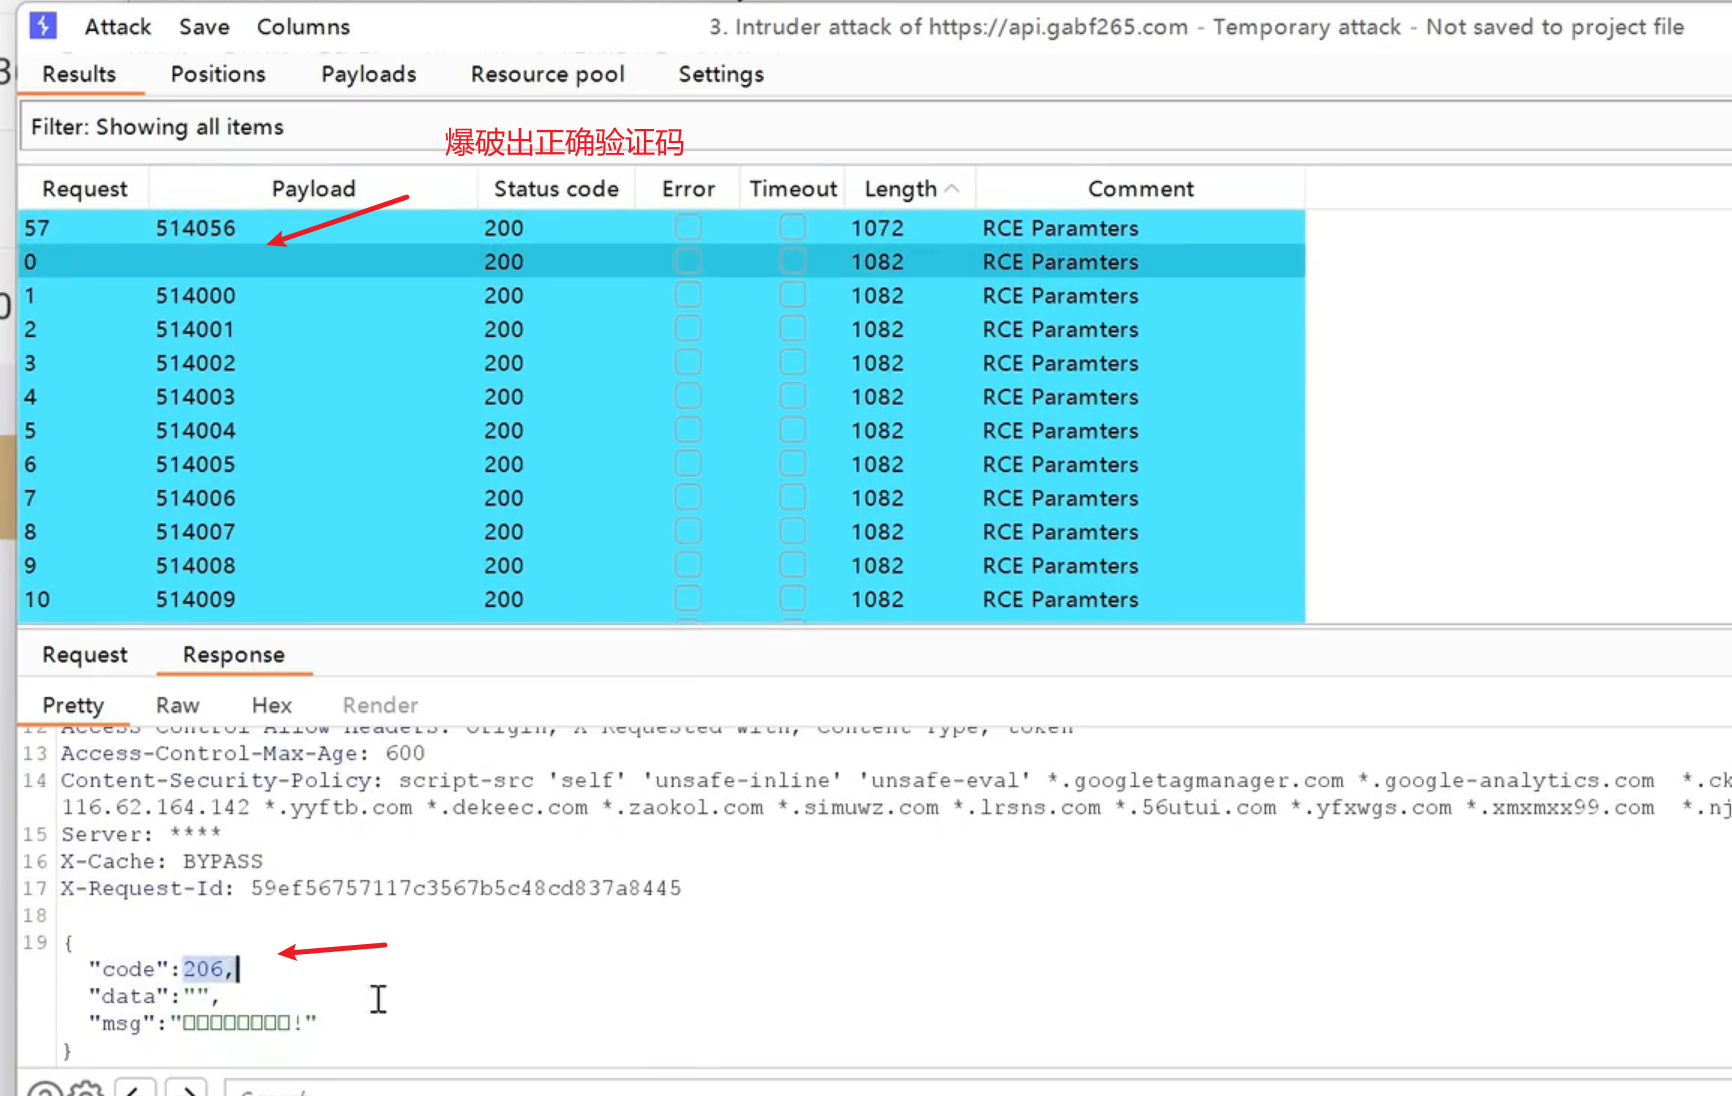 Attack Save Columns 3. Intruder attack of https://api.gabf265.com - Temporary attack - Not saved to project file
Results Positions Payloads Resource pool Settings
Filter: Showing all items
爆破出正确验证码
Request Payload Status code Error Timeout Length Comment
57 514056 200 1072 RCE Paramters
0 200 1082 RCE Paramters
1 514000 200 1082 RCE Paramters
2 514001 200 1082 RCE Paramters
3 514002 200 1082 RCE Paramters
4 514003 200 1082 RCE Paramters
5 514004 200 1082 RCE Paramters
6 514005 200 1082 RCE Paramters
7 514006 200 1082 RCE Paramters
8 514007 200 1082 RCE Paramters
9 514008 200 1082 RCE Paramters
10 514009 200 1082 RCE Paramters
Request Response
Pretty Raw Hex Render
12 Access-Control-Allow-Headers: Origin, X-Requested-With, Content-Type, token
13 Access-Control-Max-Age: 600
14 Content-Security-Policy: script-src 'self' 'unsafe-inline' 'unsafe-eval' *.googletagmanager.com *.google-analytics.com *.ck
116.62.164.142 *.yyftb.com *.dekeec.com *.zaokol.com *.simuwz.com *.lrsns.com *.56utui.com *.yfxwgs.com *.xmxmxx99.com *.nj
15 Server: ****
16 X-Cache: BYPASS
17 X-Request-Id: 59ef56757117c3567b5c48cd837a8445
18
19 {
"code":206,
"data":"",
"msg":"□□□□□□□□!"
}